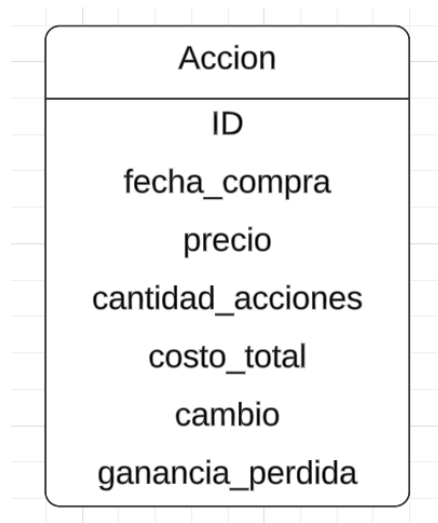 Accion
ID
fecha_compra
precio
cantidad_acciones
costo_total
cambio
ganancia_perdida